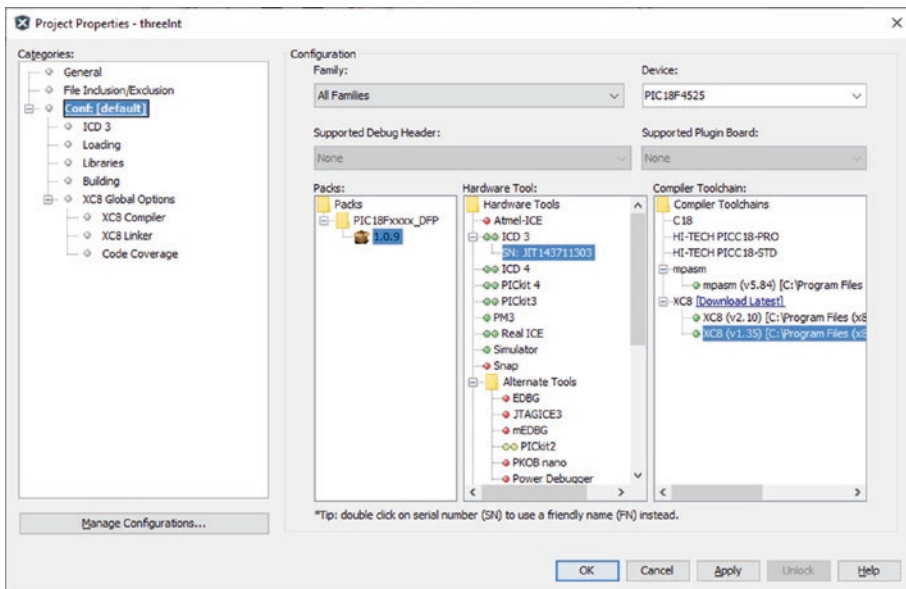 Project Properties - threeInt
Categories:
General
File Inclusion/Exclusion
Conf: [default]
ICD 3
Loading
Libraries
Building
XC8 Global Options
XC8 Compiler
XC8 Linker
Code Coverage
Manage Configurations...
Configuration
Family:
All Families
Device:
PIC18F4525
Supported Debug Header:
None
Supported Plugin Board:
None
Packs:
Packs
PIC18Fxxxx_DFP
1.0.9
Hardware Tool:
Hardware Tools
Atmel-ICE
ICD 3
SN: JIT143711303
ICD 4
PICkit 4
PICkit3
PM3
Real ICE
Simulator
Snap
Alternate Tools
EDBG
JTAGICE3
mEDBG
PICkit2
PKOB nano
Power Debugger
Compiler Toolchain:
Compiler Toolchains
C18
HI-TECH PICC18-PRO
HI-TECH PICC18-STD
mpasm
mpasm (v5.84) [C:\Program Files
XC8 [Download Latest]
XC8 (v2.10) [C:\Program Files (x8
XC8 (v1.35) [C:\Program Files (x8
*Tip: double click on serial number (SN) to use a friendly name (FN) instead.
OK Cancel Apply Unlock Help